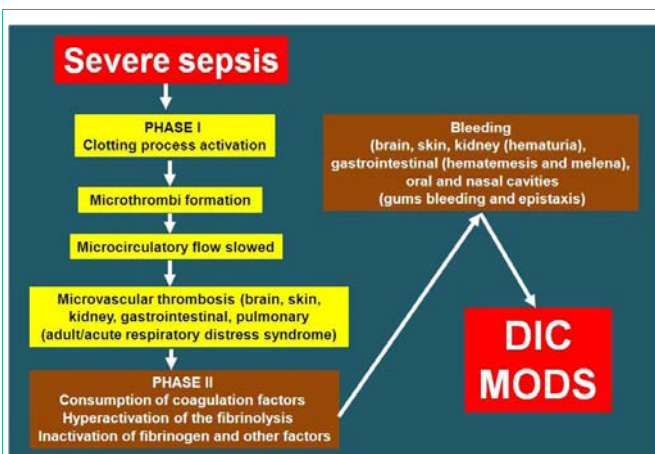 Severe sepsis
PHASE I
Clotting process activation
Microthrombi formation
Microcirculatory flow slowed
Microvascular thrombosis (brain, skin,
kidney, gastrointestinal, pulmonary
(adult/acute respiratory distress syndrome)
PHASE II
Consumption of coagulation factors
Hyperactivation of the fibrinolysis
Inactivation of fibrinogen and other factors
Bleeding
(brain, skin, kidney (hematuria),
gastrointestinal (hematemesis and melena),
oral and nasal cavities
(gums bleeding and epistaxis)
DIC
MODS